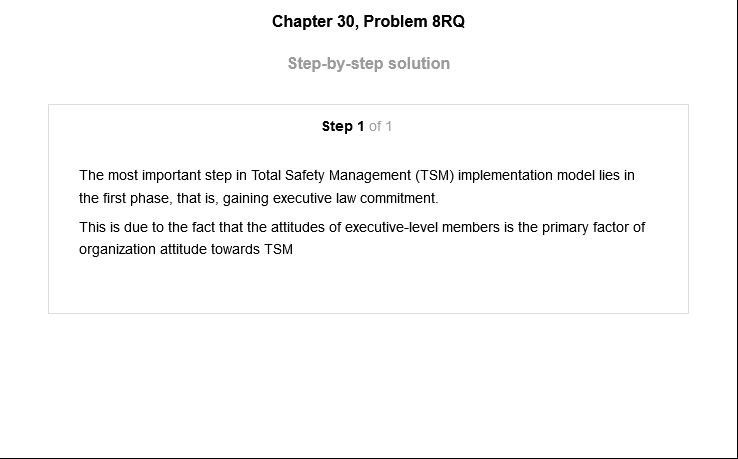 Chapter 30, Problem 8RQ
Step-by-step solution
Step 1 of 1
The most important step in Total Safety Management (TSM) implementation model lies in
the first phase, that is, gaining executive law commitment.
This is due to the fact that the attitudes of executive-level members is the primary factor of
organization attitude towards TSM